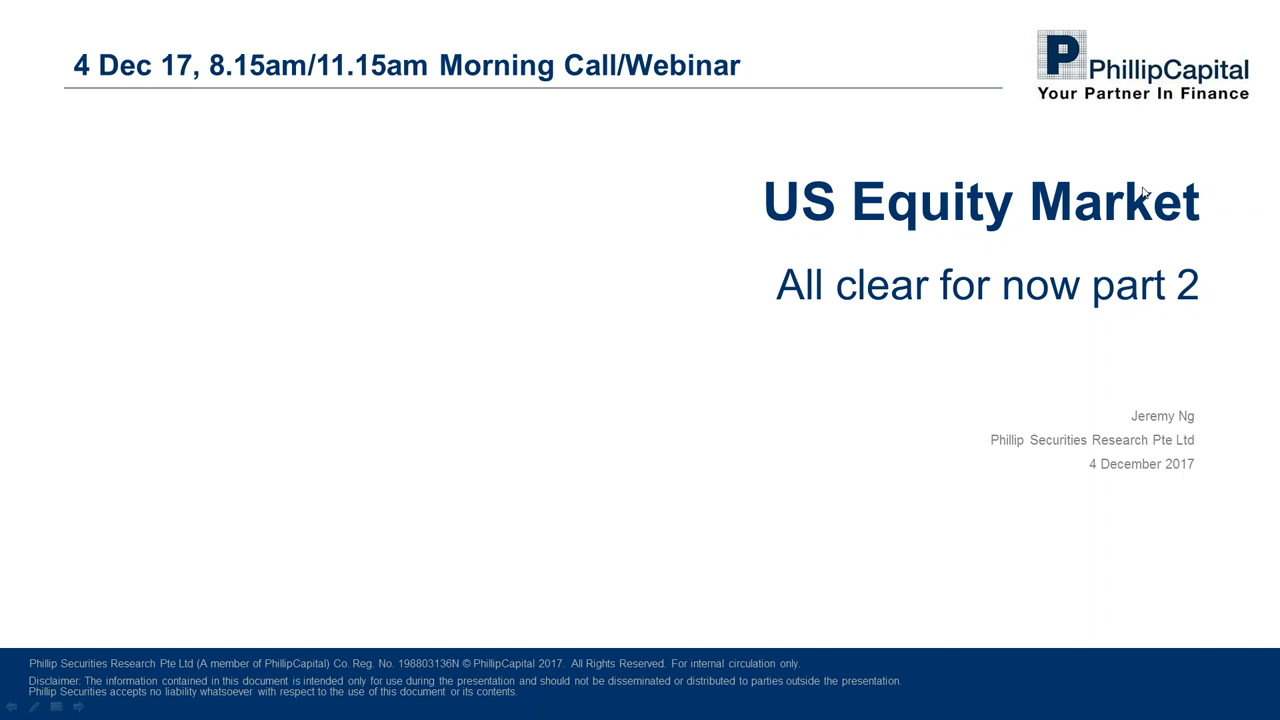 4 Dec 17, 8.15am/11.15am Morning Call/Webinar
P
PhillipCapital
Your Partner In Finance
US Equity Market
All clear for now part 2
Jeremy Ng
Phillip Securities Research Pte Ltd
4 December 2017
Phillip Securities Research Pte Ltd (A member of PhillipCapital) Co. Reg. No. 198803136N © PhillipCapital 2017. All Rights Reserved. For internal circulation only.
Disclaimer: The information contained in this document is intended only for use during the presentation and should not be disseminated or distributed to parties outside the presentation.
Phillip Securities accepts no liability whatsoever with respect to the use of this document or its contents.